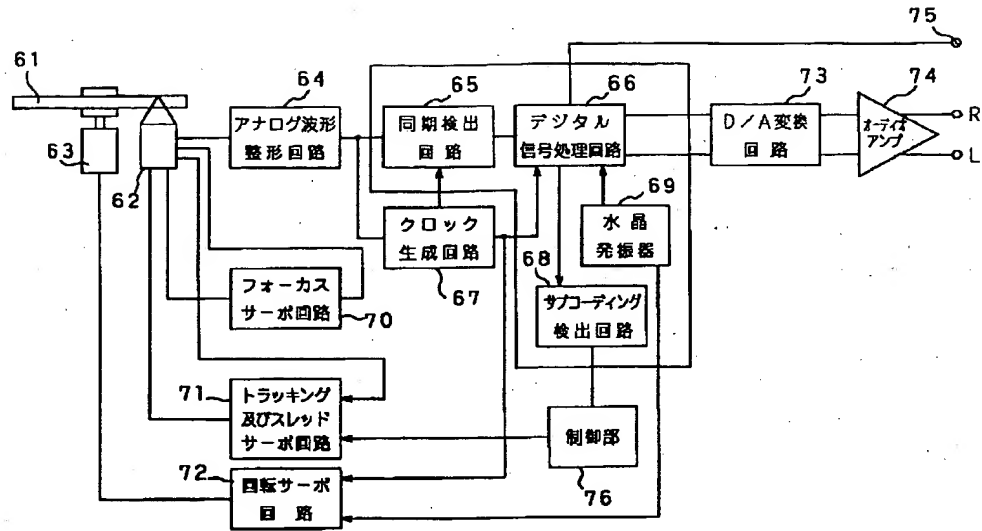 75
61
64
65
66
73
74
アナログ波形
整形回路
同期検出
回路
デジタル
信号処理回路
D/A変換
回路
オーディオ
アンプ
R
L
63
62
69
クロック
生成回路
水晶
発振器
67
68
フォーカス
サーボ回路
70
サブコーディング
検出回路
71
トラッキング
及びスレッド
サーボ回路
制御部
76
72
回転サーボ
回路